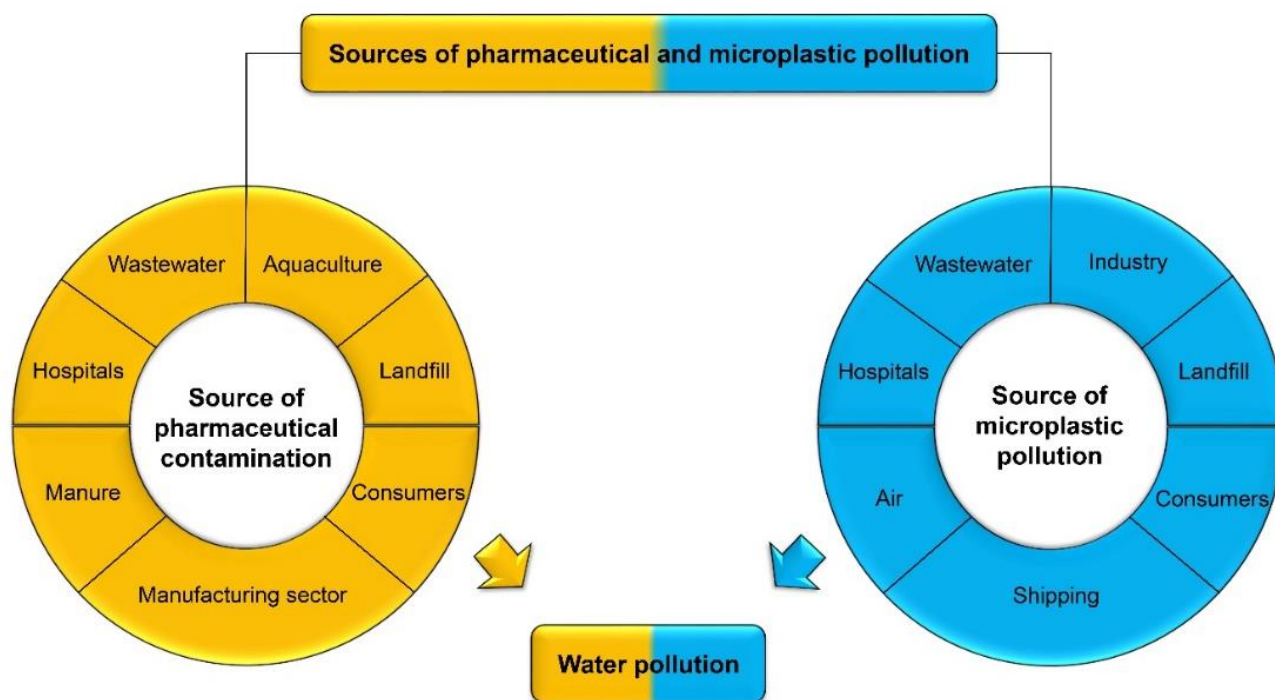 Sources of pharmaceutical and microplastic pollution
Wastewater
Aquaculture
Hospitals
Landfill
Source of
pharmaceutical
contamination
Manure
Consumers
Manufacturing sector
Wastewater
Industry
Hospitals
Landfill
Source of
microplastic
pollution
Air
Consumers
Shipping
Water pollution